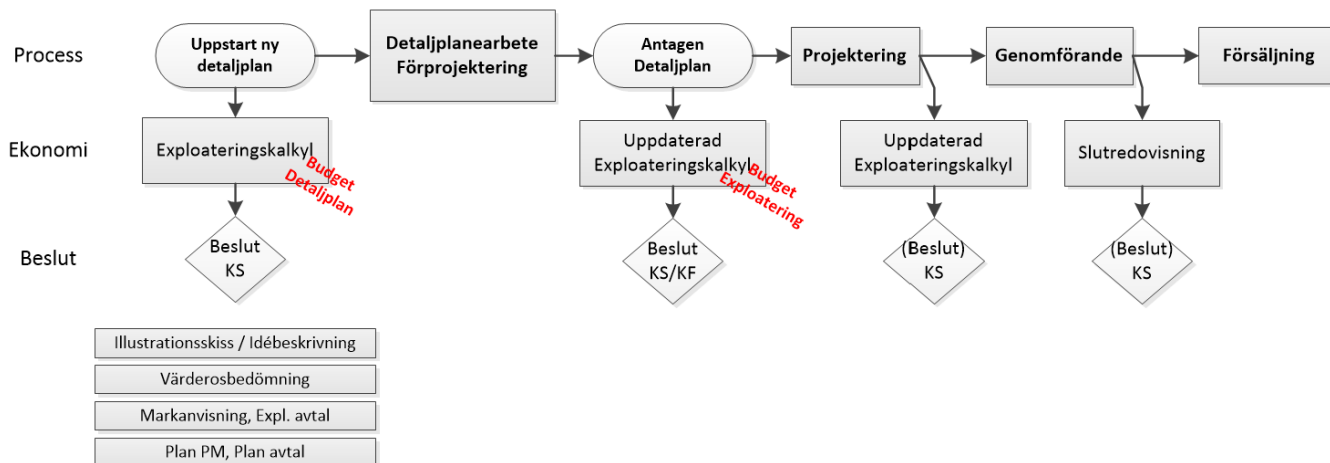 Process
Uppstart ny
detaljplan
Detaljplanearbete
Förprojektering
Antagen
Detaljplan
Projektering
Genomförande
Försäljning
Ekonomi
Exploateringskalkyl
Budget
Detaljplan
Uppdaterad
Exploateringskalkyl
Budget
Exploatering
Uppdaterad
Exploateringskalkyl
Slutredovisning
Beslut
Beslut
KS
Beslut
KS/KF
(Beslut)
KS
(Beslut)
KS
Illustrationsskiss / Idébeskrivning
Värderosbedömning
Markanvisning, Expl. avtal
Plan PM, Plan avtal